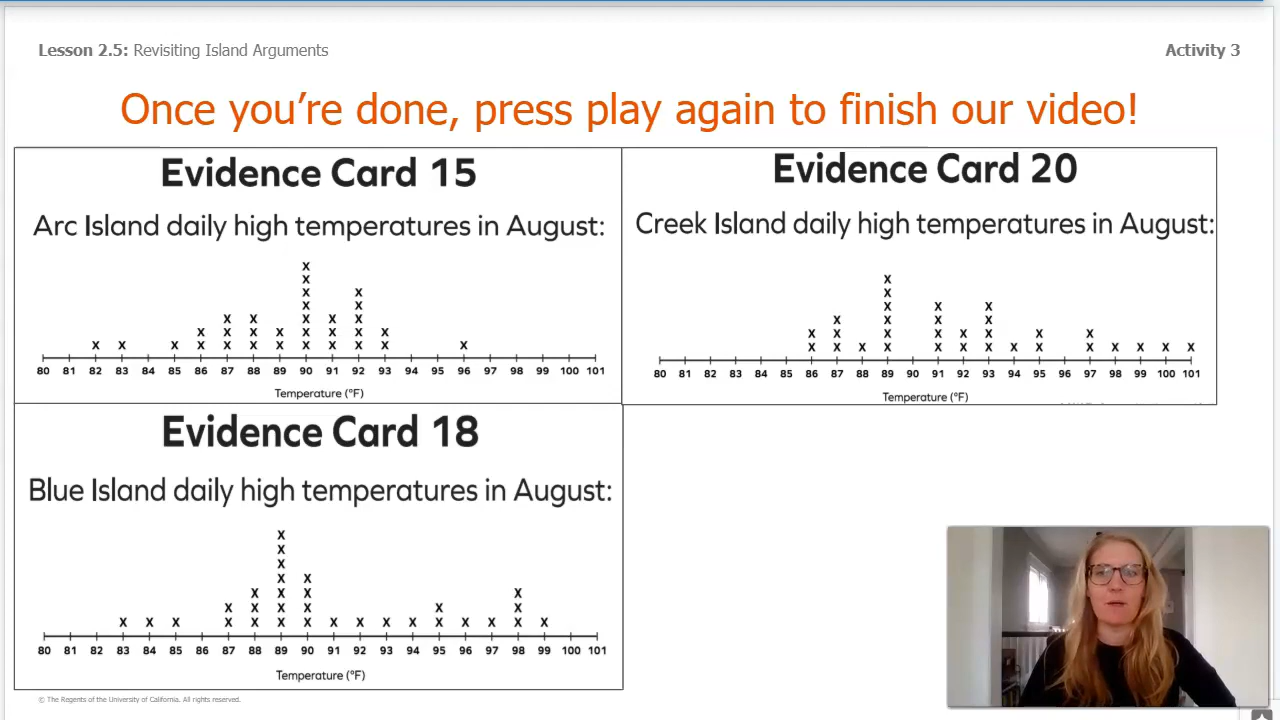 Lesson 2.5: Revisiting Island Arguments
Activity 3
Once you’re done, press play again to finish our video!
Evidence Card 15
Arc Island daily high temperatures in August:
80 81 82 83 84 85 86 87 88 89 90 91 92 93 94 95 96 97 98 99 100 101
Temperature (°F)
Evidence Card 20
Creek Island daily high temperatures in August:
80 81 82 83 84 85 86 87 88 89 90 91 92 93 94 95 96 97 98 99 100 101
Temperature (°F)
Evidence Card 18
Blue Island daily high temperatures in August:
80 81 82 83 84 85 86 87 88 89 90 91 92 93 94 95 96 97 98 99 100 101
Temperature (°F)
© The Regents of the University of California. All rights reserved.